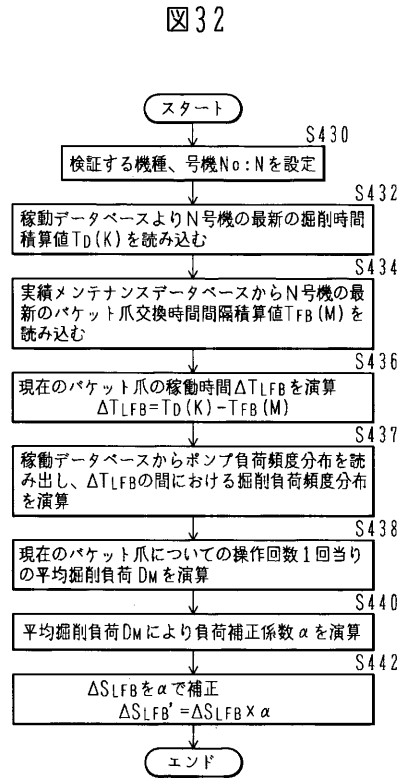 図32
スタート
S430
検証する機種、号機No:Nを設定
S432
稼動データベースよりN号機の最新の掘削時間
積算値TD(K)を読み込む
S434
実績メンテナンスデータベースからN号機の最
新のバケット爪交換時間間隔積算値TFB(M)を
読み込む
S436
現在のバケット爪の稼働時間ΔTLFBを演算
ΔTLFB=TD(K)-TFB(M)
S437
稼動データベースからポンプ負荷頻度分布を読
み出し、ΔTLFBの間における掘削負荷頻度分布
を演算
S438
現在のバケット爪についての操作回数1回当り
の平均掘削負荷DMを演算
S440
平均掘削負荷DMにより負荷補正係数αを演算
S442
ΔSLFBをαで補正
ΔSLFB'=ΔSLFB×α
エンド